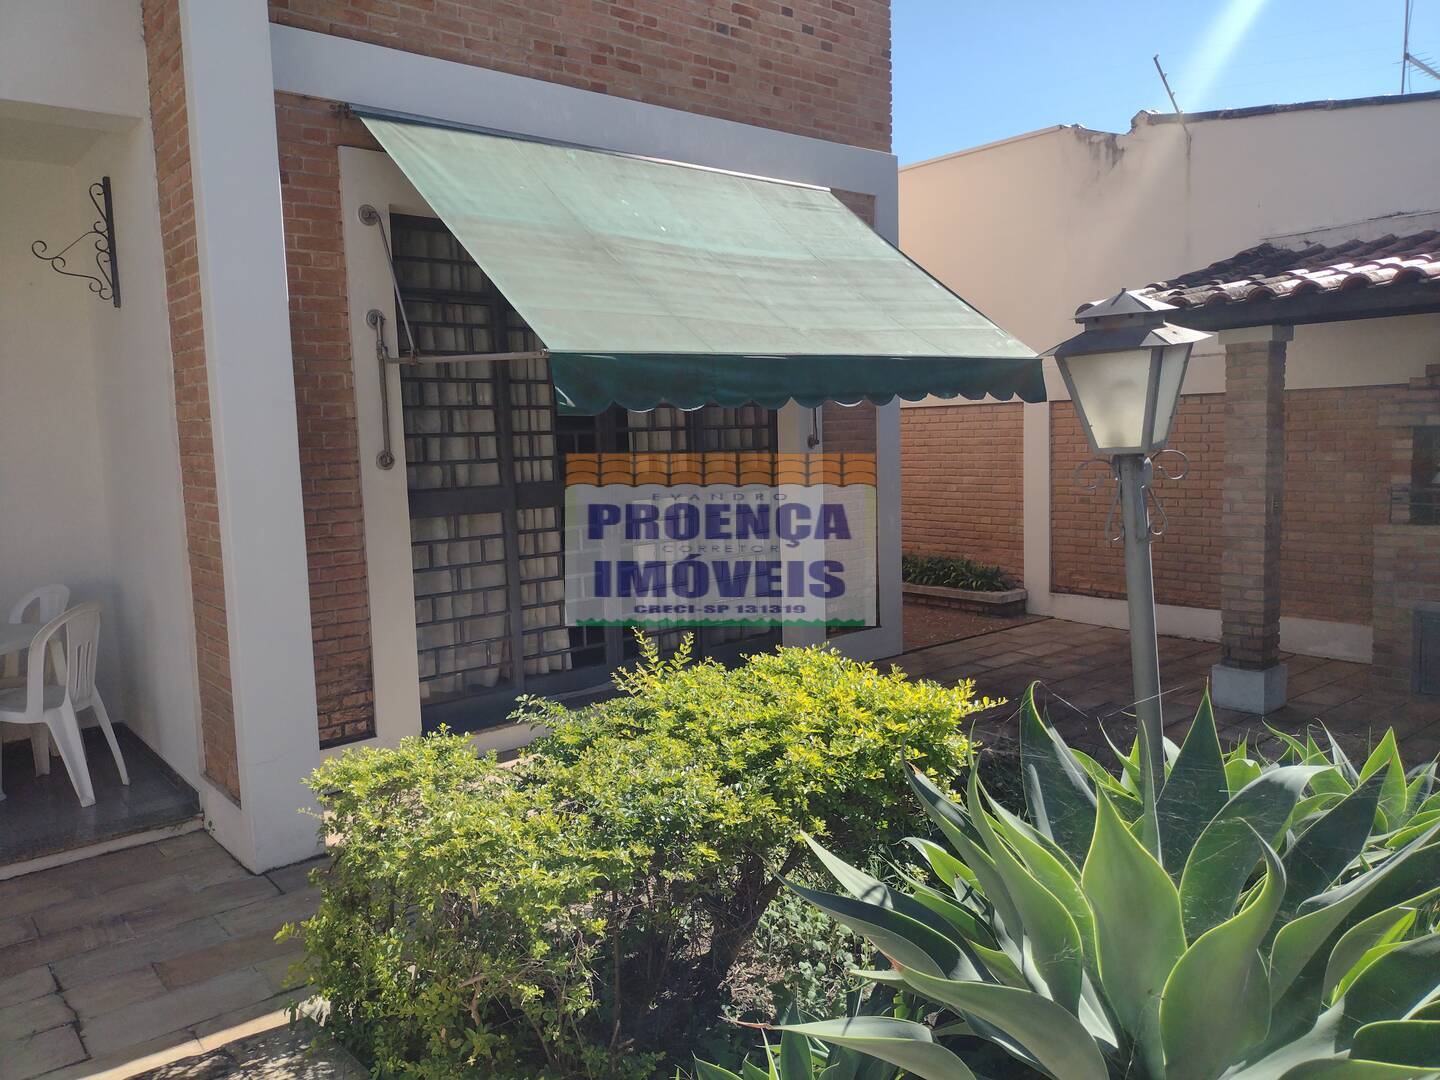 EVANDRO
PROENÇA
CORRETOR
IMÓVEIS
CRECI-SP 131319